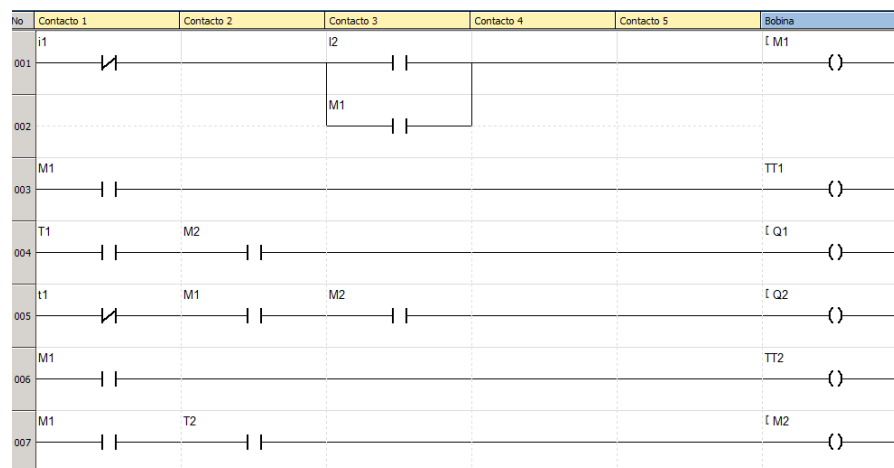 No Contacto 1 Contacto 2 Contacto 3 Contacto 4 Contacto 5 Bobina
i1 I2 [ M1
001
M1
002
M1 TT1
003
T1 M2 [ Q1
004
t1 M1 M2 [ Q2
005
M1 TT2
006
M1 T2 [ M2
007